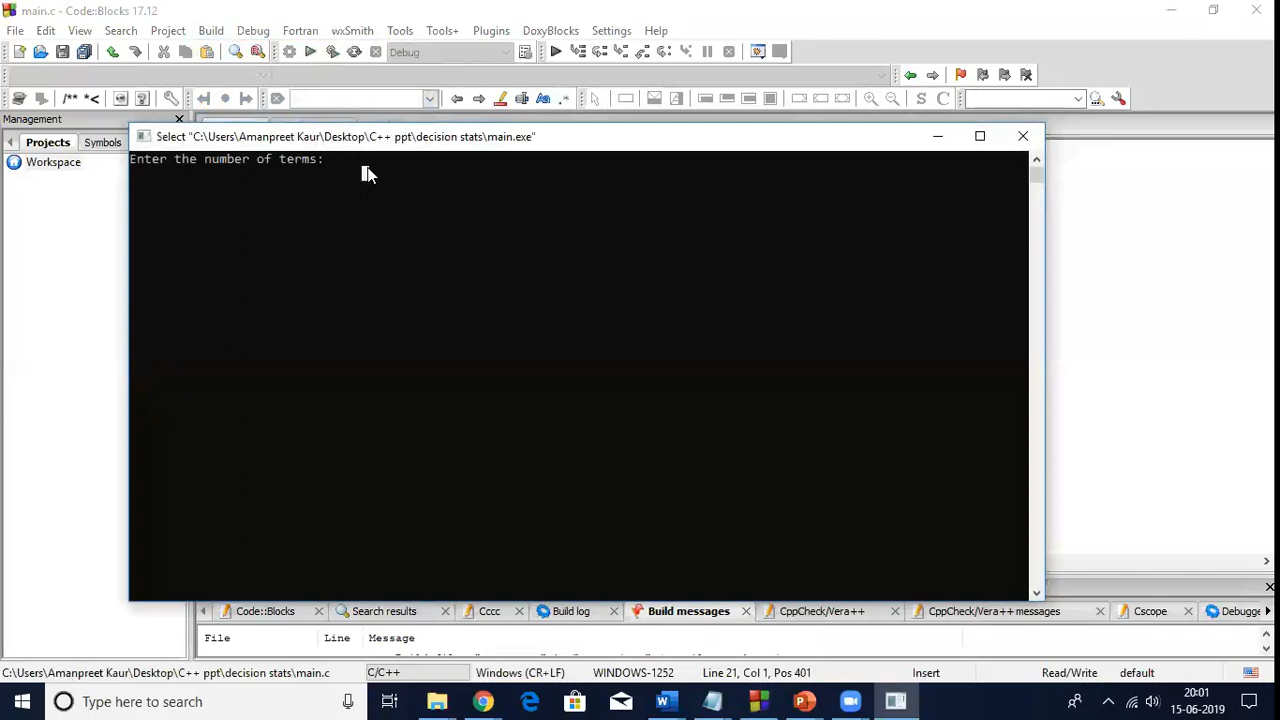 main.c - Code::Blocks 17.12
File Edit View Search Project Build Debug Fortran wxSmith Tools Tools+ Plugins DoxyBlocks Settings Help
Debug
/** *<
Aa .*
S C
Management
Projects Symbols
Workspace
Select "C:\Users\Amanpreet Kaur\Desktop\C++ ppt\decision stats\main.exe"
Enter the number of terms:
Code::Blocks Search results Cccc Build log Build messages CppCheck/Vera++ CppCheck/Vera++ messages Cscope Debugge
File Line Message
C:\Users\Amanpreet Kaur\Desktop\C++ ppt\decision stats\main.c C/C++ Windows (CR+LF) WINDOWS-1252 Line 21, Col 1, Pos 401 Insert Read/Write default
Type here to search
20:01
15-06-2019